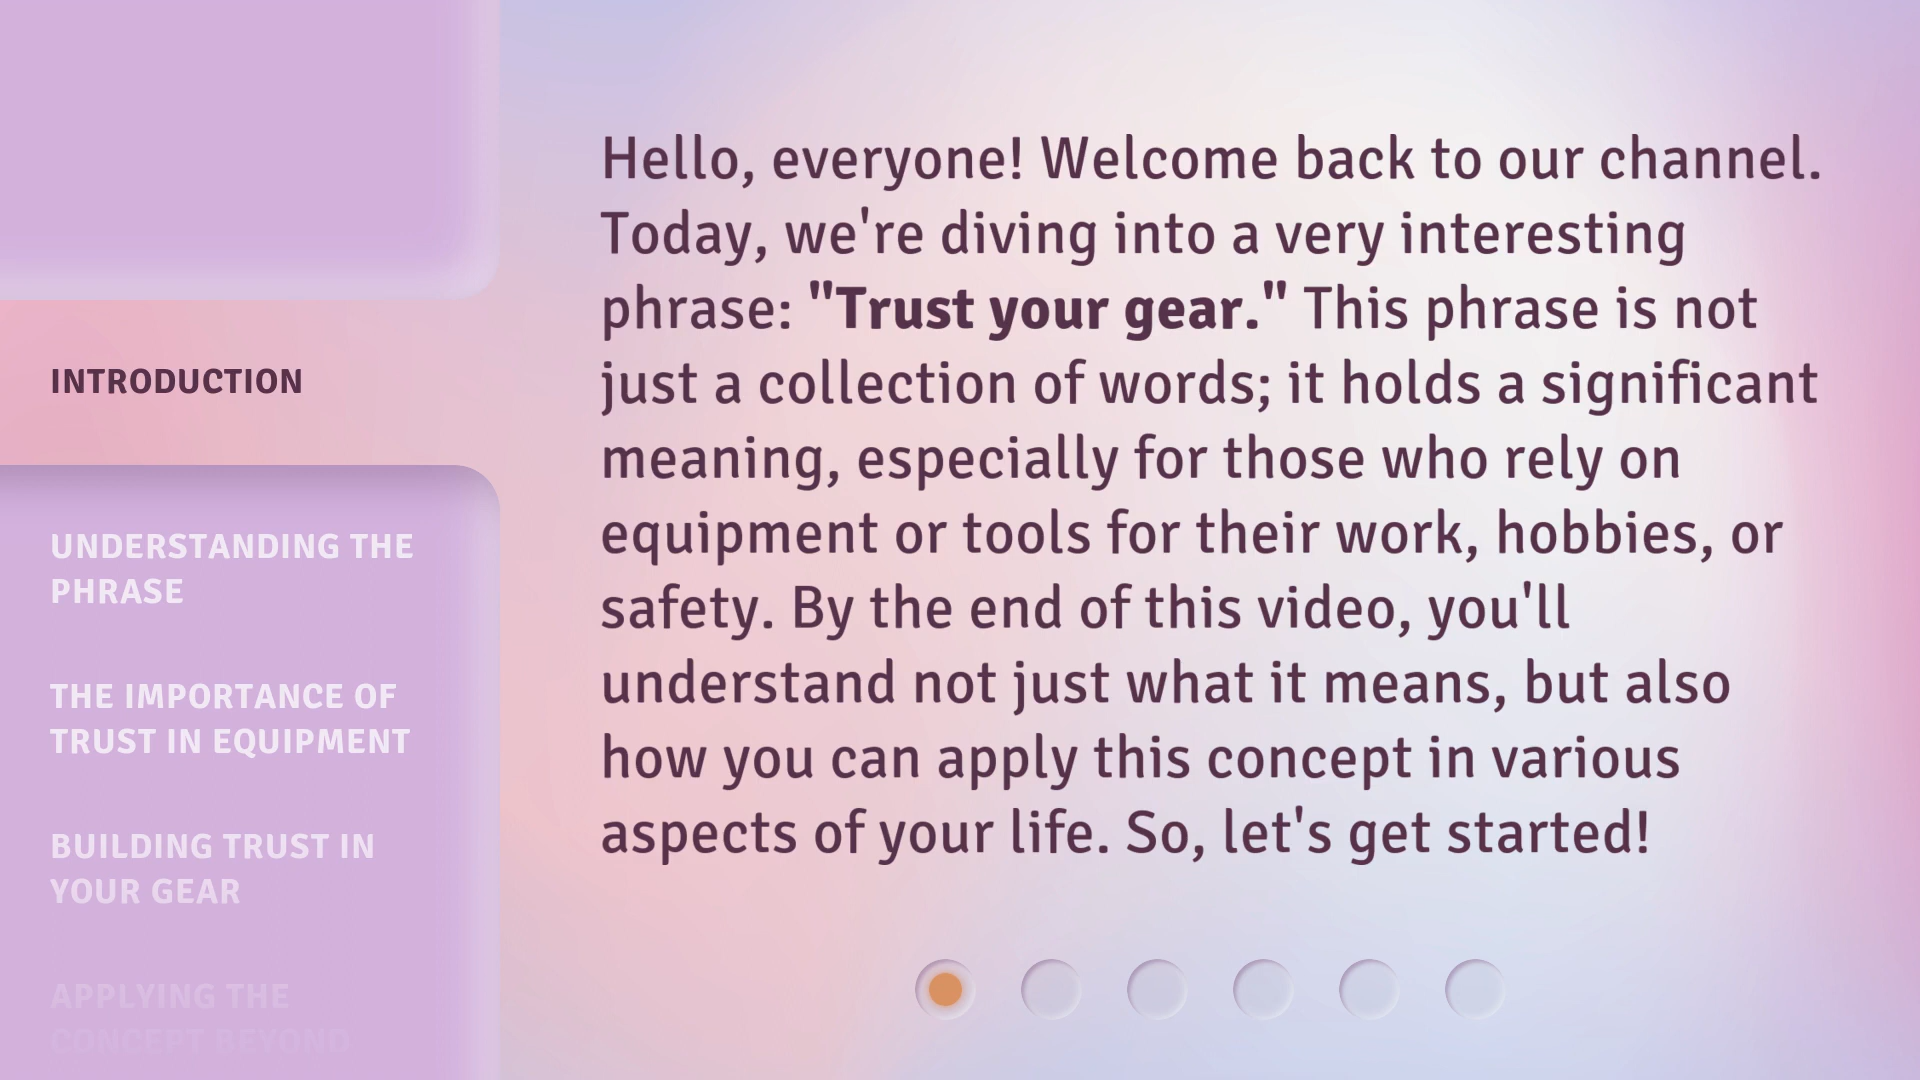 INTRODUCTION
UNDERSTANDING THE
PHRASE
THE IMPORTANCE OF
TRUST IN EQUIPMENT
BUILDING TRUST IN
YOUR GEAR
APPLYING THE
CONCEPT BEYOND
Hello, everyone! Welcome back to our channel.
Today, we're diving into a very interesting
phrase: "Trust your gear." This phrase is not
just a collection of words; it holds a significant
meaning, especially for those who rely on
equipment or tools for their work, hobbies, or
safety. By the end of this video, you'll
understand not just what it means, but also
how you can apply this concept in various
aspects of your life. So, let's get started!